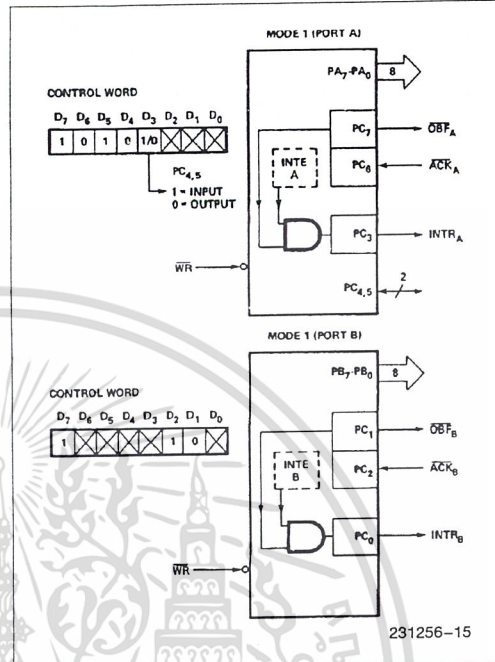 MODE 1 (PORT A)
PA7-PA0 8
CONTROL WORD
D7 D6 D5 D4 D3 D2 D1 D0
1 0 1 0 1/0
PC4,5
1 = INPUT
0 = OUTPUT
PC7 OBFA
INTE
A
PC6 ACKA
PC3 INTRA
WR
PC4,5 2
MODE 1 (PORT B)
PB7-PB0 8
CONTROL WORD
D7 D6 D5 D4 D3 D2 D1 D0
1 1 0
PC1 OBFB
INTE
B
PC2 ACKB
PC0 INTRB
WR
231256-15